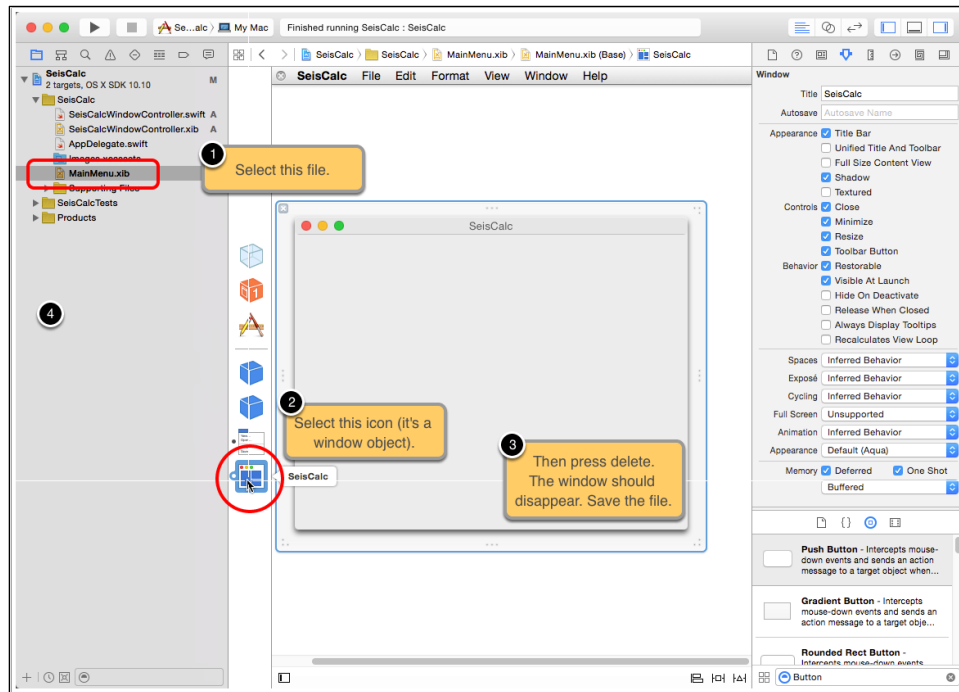 Se...alc
My Mac
Finished running SeisCalc : SeisCalc
SeisCalc
2 targets, OS X SDK 10.10
M
SeisCalc
SeisCalcWindowController.swift A
SeisCalcWindowController.xib A
AppDelegate.swift
Images.xcassets
MainMenu.xib
Supporting Files
SeisCalcTests
Products
SeisCalc
SeisCalc
MainMenu.xib
MainMenu.xib (Base)
SeisCalc
SeisCalc File Edit Format View Window Help
1
Select this file.
SeisCalc
4
2
Select this icon (it's a
window object).
3
Then press delete.
The window should
disappear. Save the file.
SeisCalc
Window
Title SeisCalc
Autosave Autosave Name
Appearance Title Bar
Unified Title And Toolbar
Full Size Content View
Shadow
Textured
Controls Close
Minimize
Resize
Toolbar Button
Behavior Restorable
Visible At Launch
Hide On Deactivate
Release When Closed
Always Display Tooltips
Recalculates View Loop
Spaces Inferred Behavior
Exposé Inferred Behavior
Cycling Inferred Behavior
Full Screen Unsupported
Animation Inferred Behavior
Appearance Default (Aqua)
Memory Deferred One Shot
Buffered
Push Button - Intercepts mouse-
down events and sends an action
message to a target object when...
Gradient Button - Intercepts
mouse-down events and sends an
action message to a target obje...
Rounded Rect Button -
Intercepts mouse-down events
Button